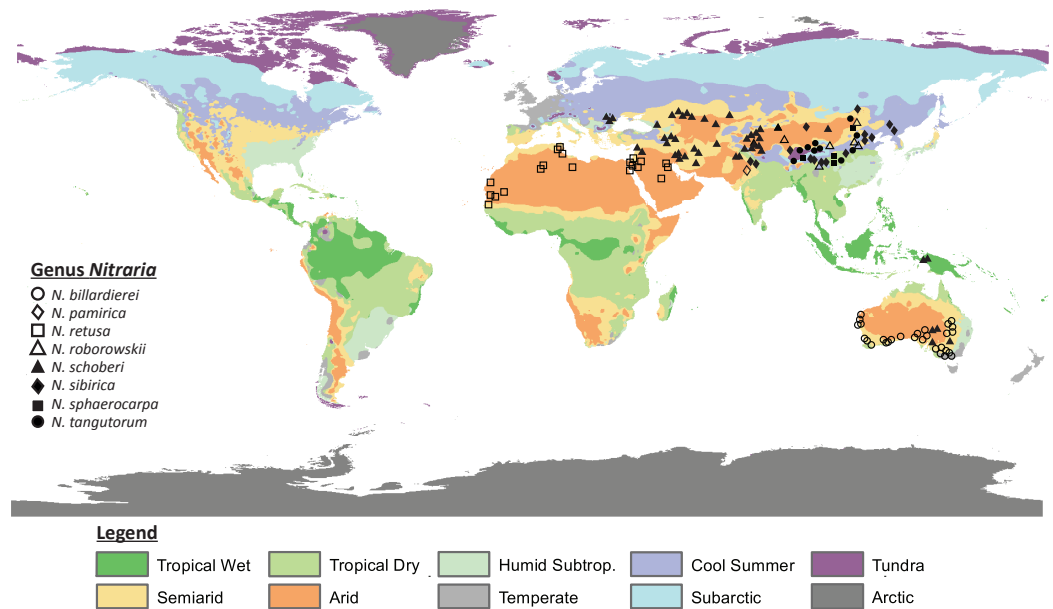 Genus Nitraria
N. billardierei
N. pamirica
N. retusa
N. roborowskii
N. schoberi
N. sibirica
N. sphaerocarpa
N. tangutorum
Legend
Tropical Wet
Tropical Dry
Humid Subtrop.
Cool Summer
Tundra
Semiarid
Arid
Temperate
Subarctic
Arctic